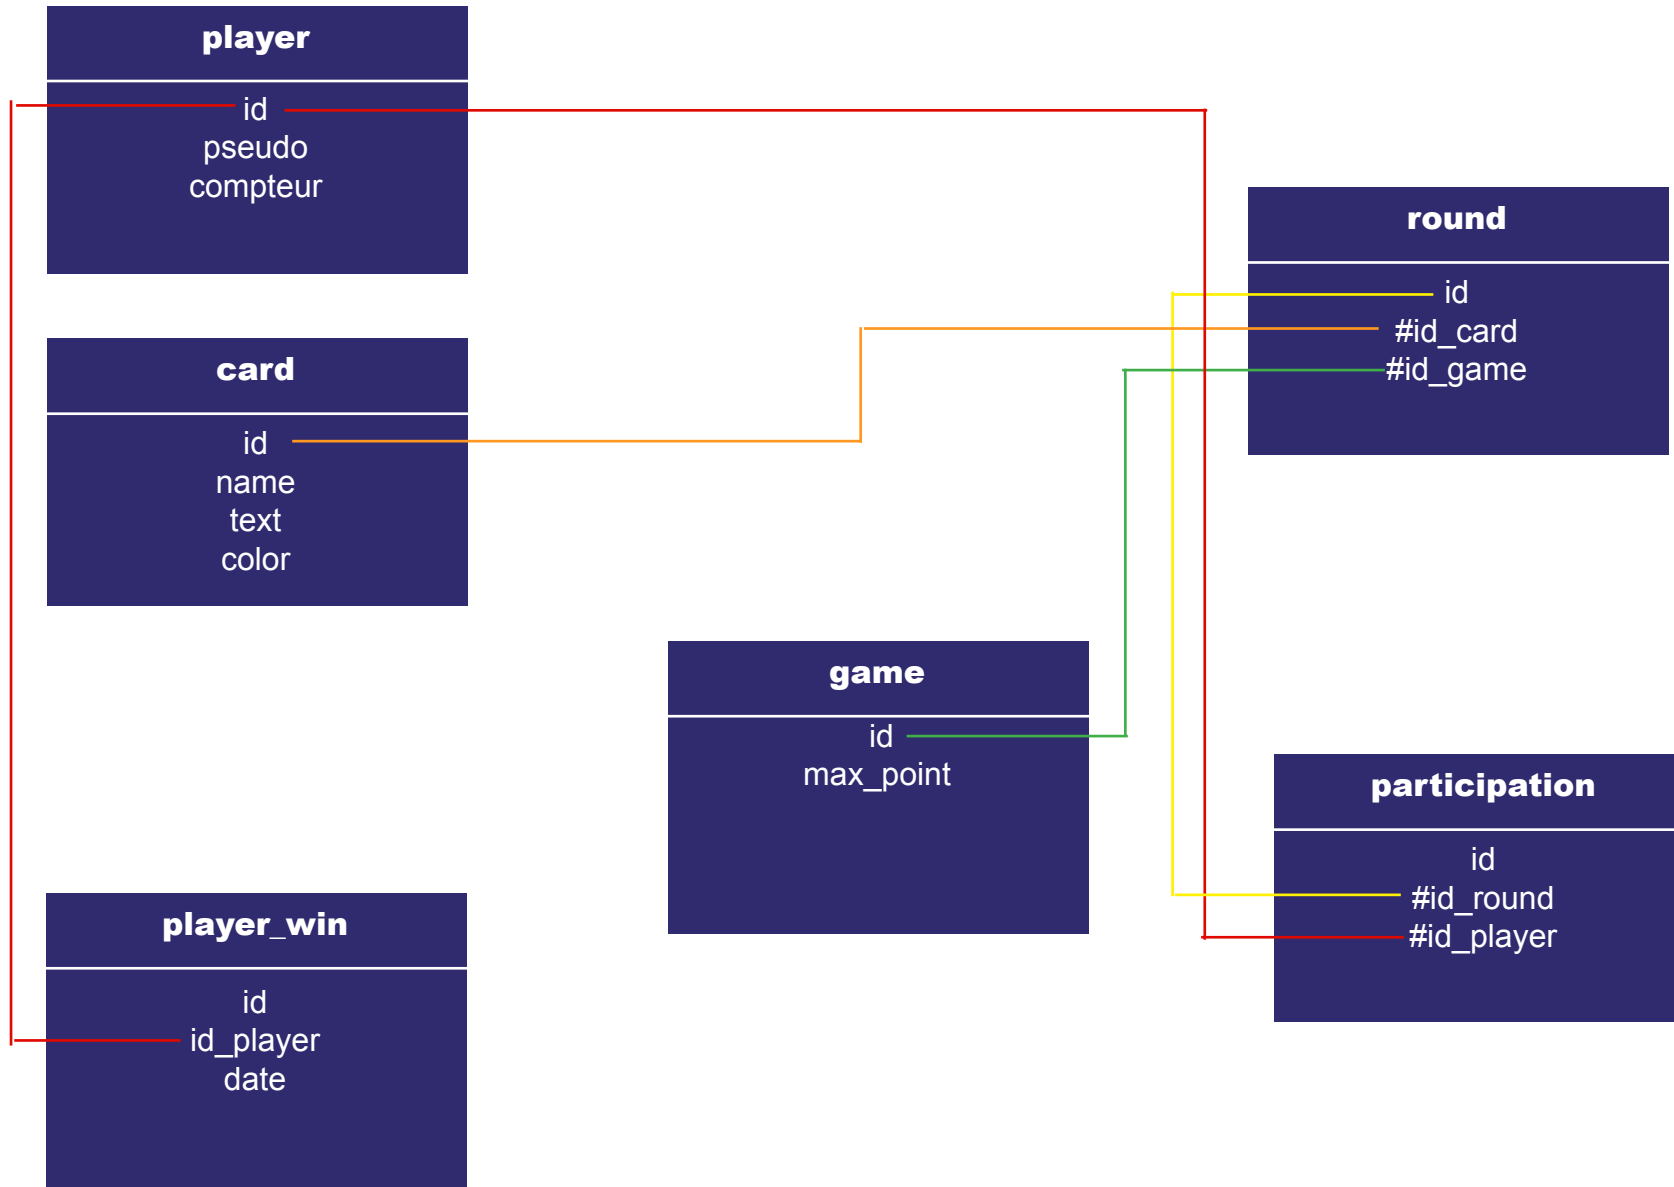 player
id
pseudo
compteur
card
id
name
text
color
player_win
id
id_player
date
game
id
max_point
round
id
#id_card
#id_game
participation
id
#id_round
#id_player